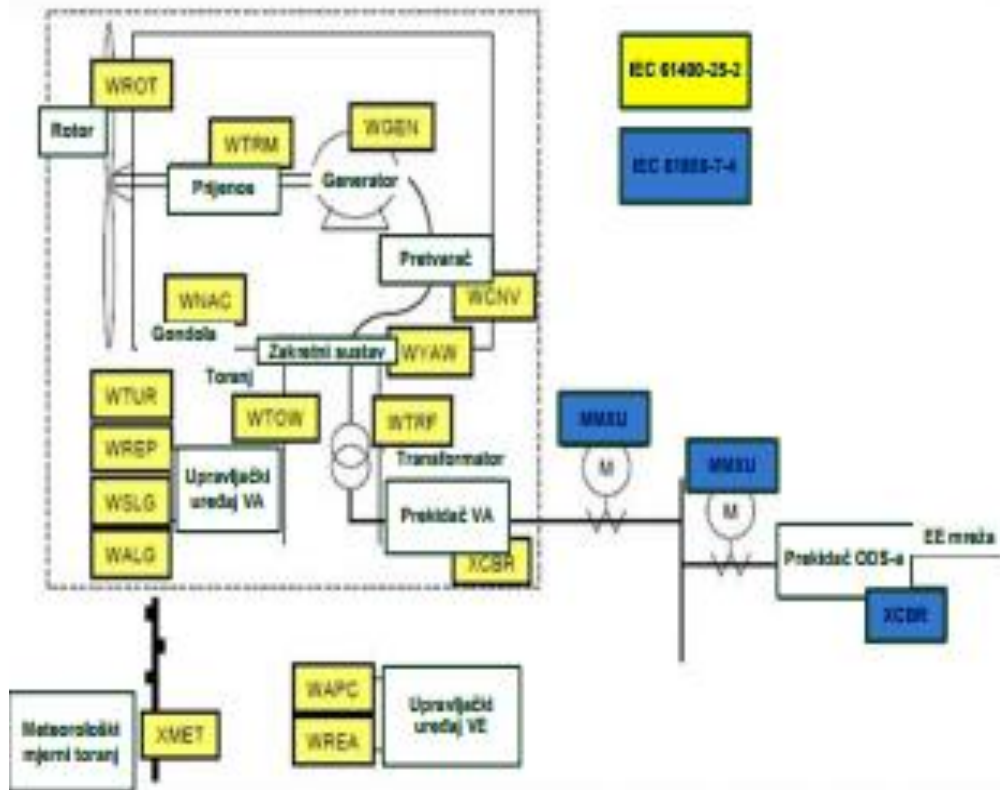 WROT
Rotor
WTRM
Prijenos
WGEN
Generator
IEC 61400-25-2
IEC 61850-7-4
Pretvarač
WCNV
WNAC
Gondola
Zakretni sustav
WYAW
Toranj
WTUR
WREP
WSLG
WALG
WTOW
Upravljački
uređaj VA
WTRF
Transformator
Prekidač VA
XCBR
MMXU
M
MMXU
M
Prekidač ODS-a
EE mreža
XCBR
Meteorološki
mjerni toranj
XMET
WAPC
WREA
Upravljački
uređaj VE